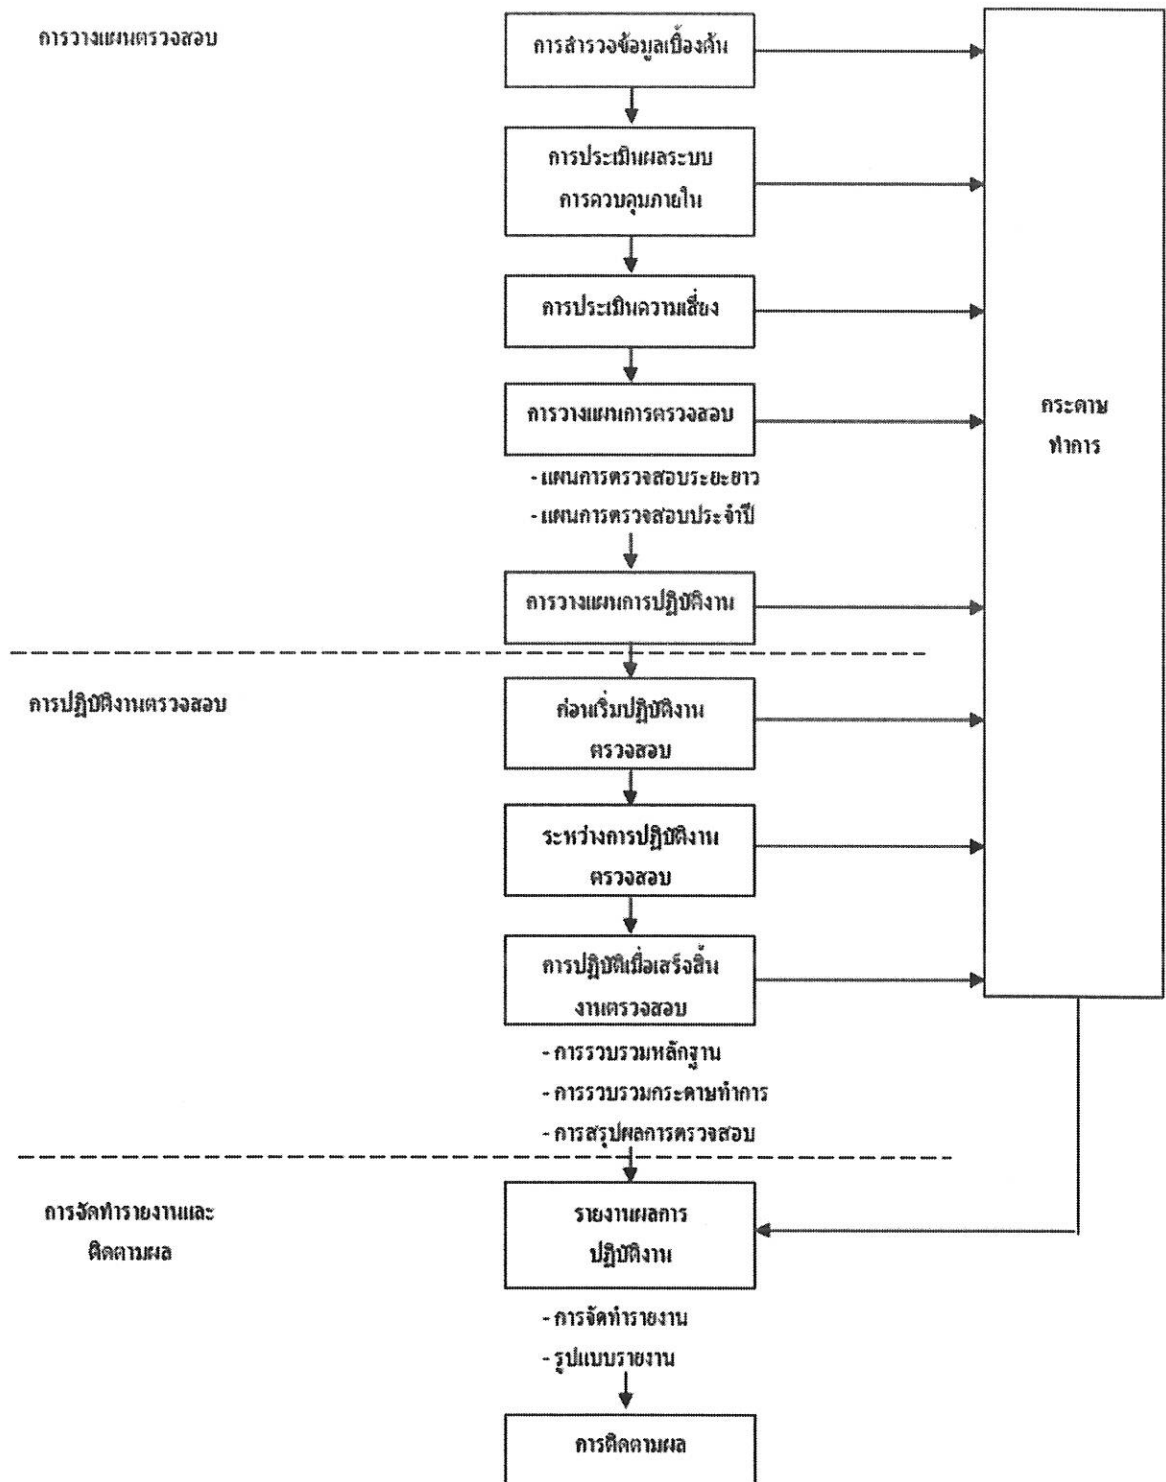 การวางแผนตรวจสอบ
การสำรวจข้อมูลเบื้องต้น
การประเมินผลระบบ
การควบคุมภายใน
การประเมินความเสี่ยง
การวางแผนการตรวจสอบ
- แผนการตรวจสอบระยะยาว
- แผนการตรวจสอบประจำปี
การวางแผนการปฏิบัติงาน
กระดาษ
ทำการ
การปฏิบัติงานตรวจสอบ
ก่อนเริ่มปฏิบัติงาน
ตรวจสอบ
ระหว่างการปฏิบัติงาน
ตรวจสอบ
การปฏิบัติเมื่อเสร็จสิ้น
งานตรวจสอบ
- การรวบรวมหลักฐาน
- การรวบรวมกระดาษทำการ
- การสรุปผลการตรวจสอบ
การจัดทำรายงานและ
ติดตามผล
รายงานผลการ
ปฏิบัติงาน
- การจัดทำรายงาน
- รูปแบบรายงาน
การติดตามผล